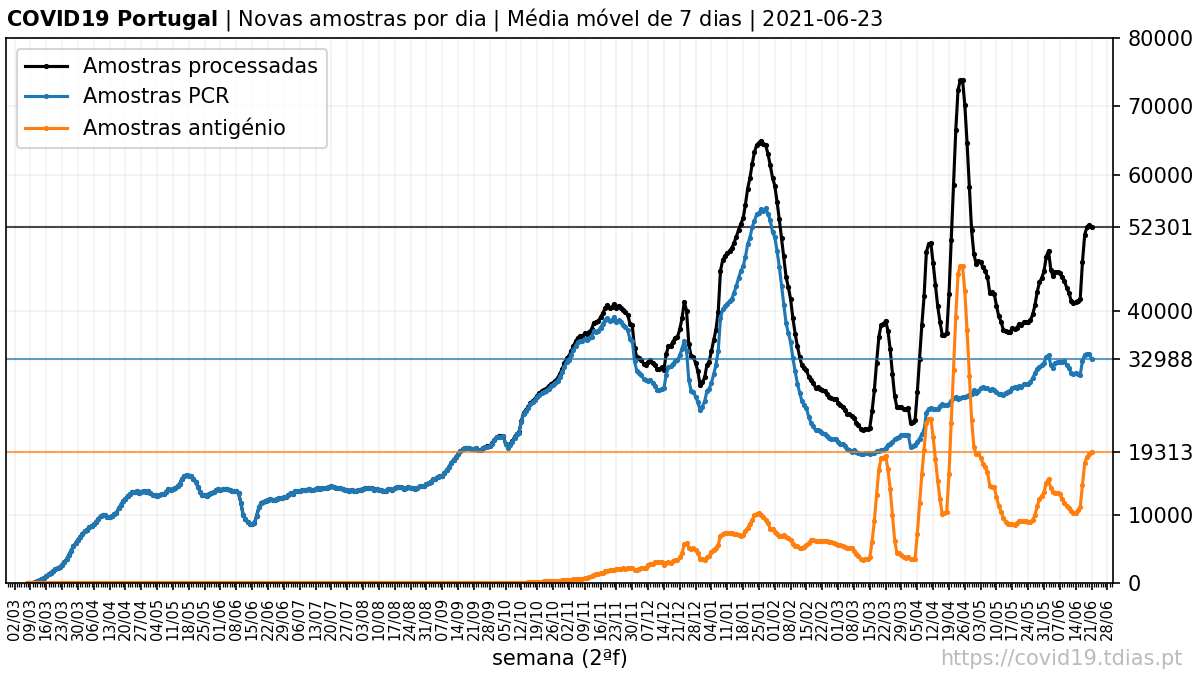 COVID19 Portugal | Novas amostras por dia | Média móvel de 7 dias | 2021-06-23
Amostras processadas
Amostras PCR
Amostras antigénio
80000
70000
60000
52301
40000
32988
19313
10000
0
02/03 09/03 16/03 23/03 30/03 06/04 13/04 20/04 27/04 04/05 11/05 18/05 25/05 01/06 08/06 15/06 22/06 29/06 06/07 13/07 20/07 27/07 03/08 10/08 17/08 24/08 31/08 07/09 14/09 21/09 28/09 05/10 12/10 19/10 26/10 02/11 09/11 16/11 23/11 30/11 07/12 14/12 21/12 28/12 04/01 11/01 18/01 25/01 01/02 08/02 15/02 22/02 01/03 08/03 15/03 22/03 29/03 05/04 12/04 19/04 26/04 03/05 10/05 17/05 24/05 31/05 07/06 14/06 21/06 28/06
semana (2ªf)
https://covid19.tdias.pt